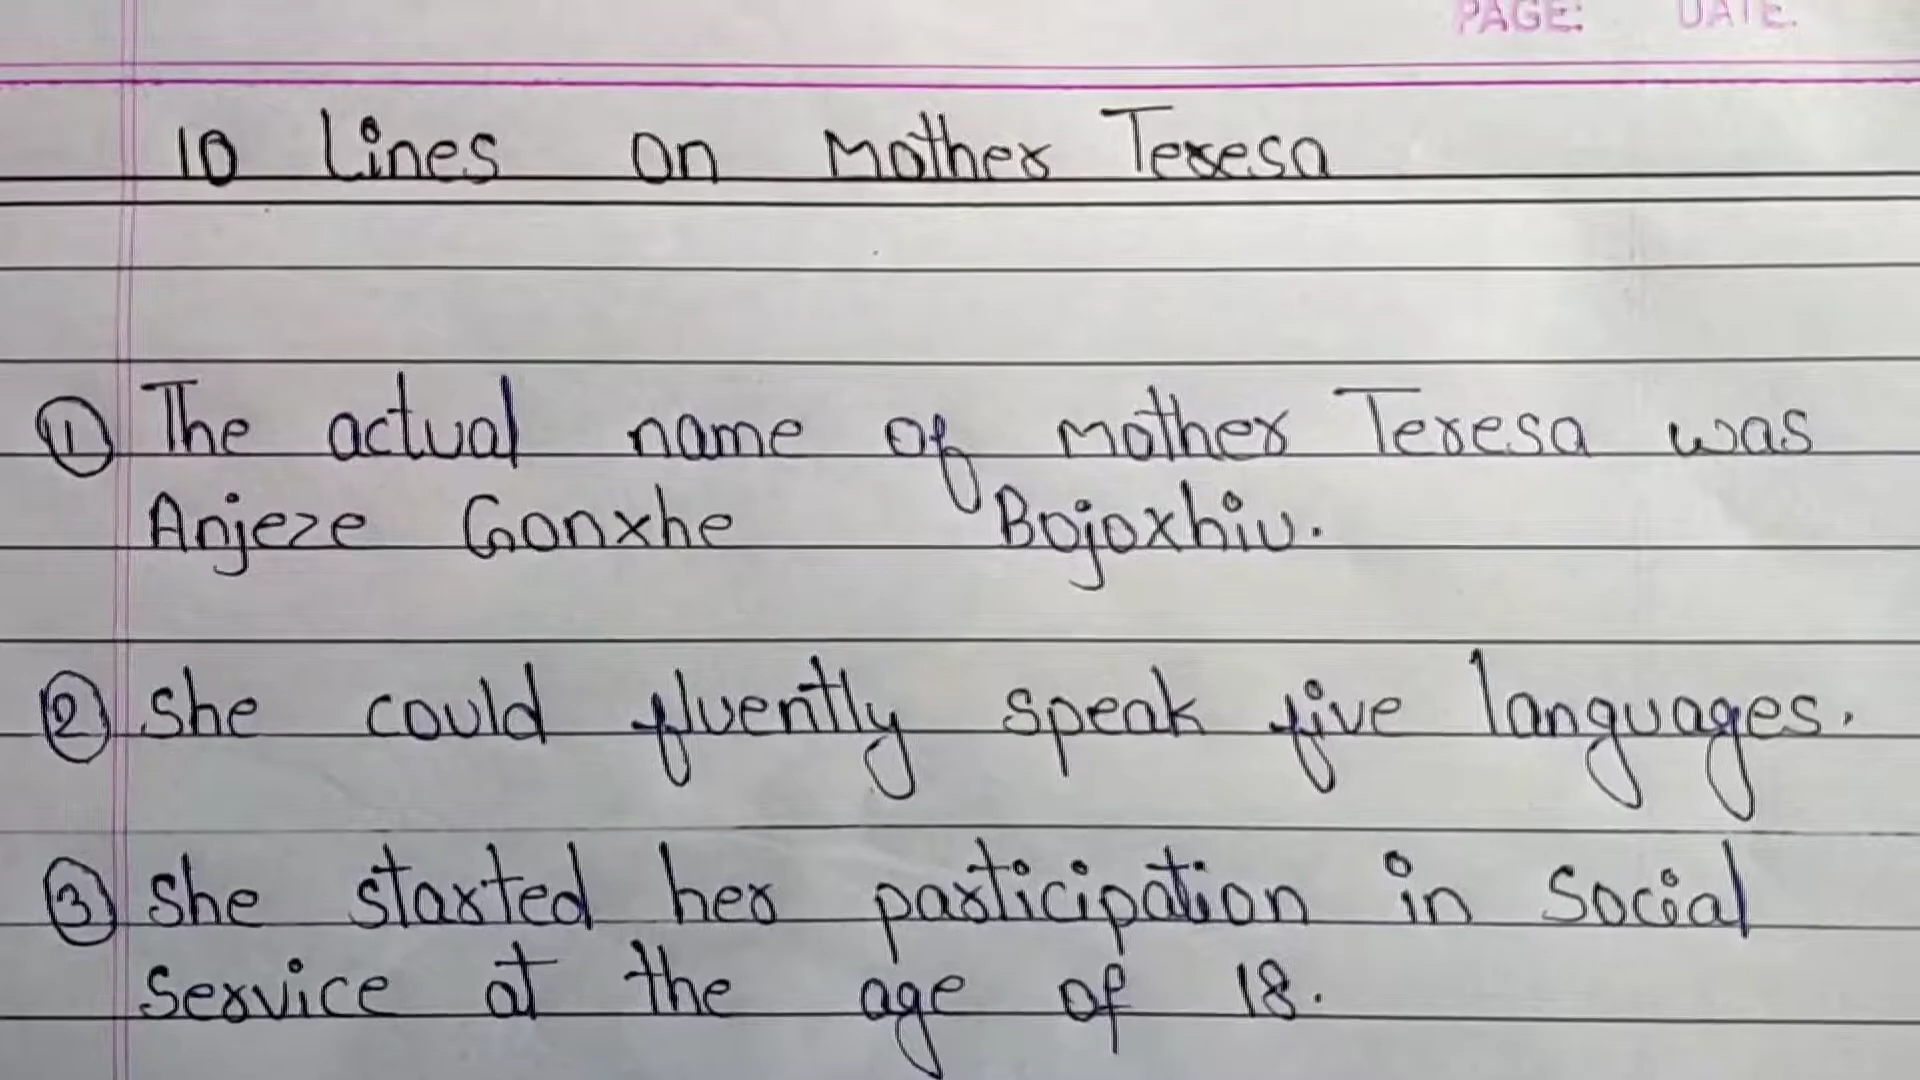 PAGE: DATE:
10 Lines on Mother Teresa
① The actual name of Mother Teresa was
Anjeze Gonxhe Bojoxhiu.
② She could fluently speak five languages.
③ She started her participation in Social
Service at the age of 18.